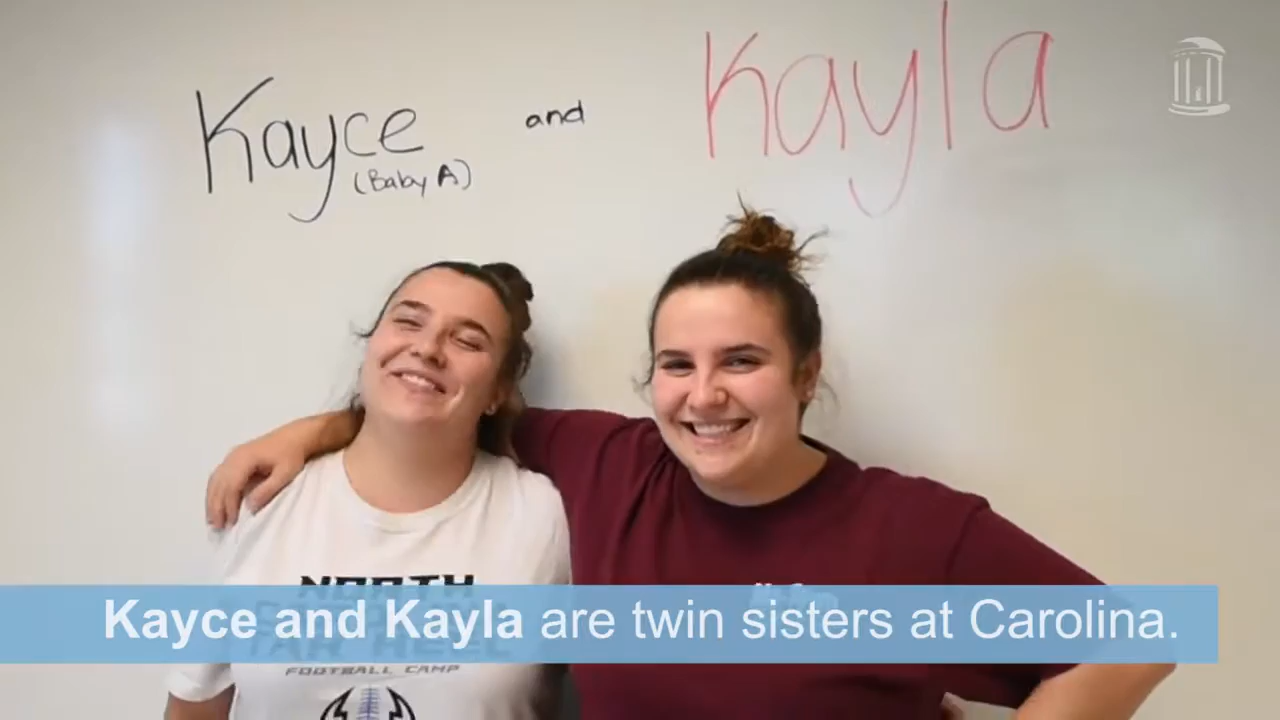 Kayce and Kayla
(Baby A)
NORTH
Kayce and Kayla are twin sisters at Carolina.
TAR HEEL
FOOTBALL CAMP